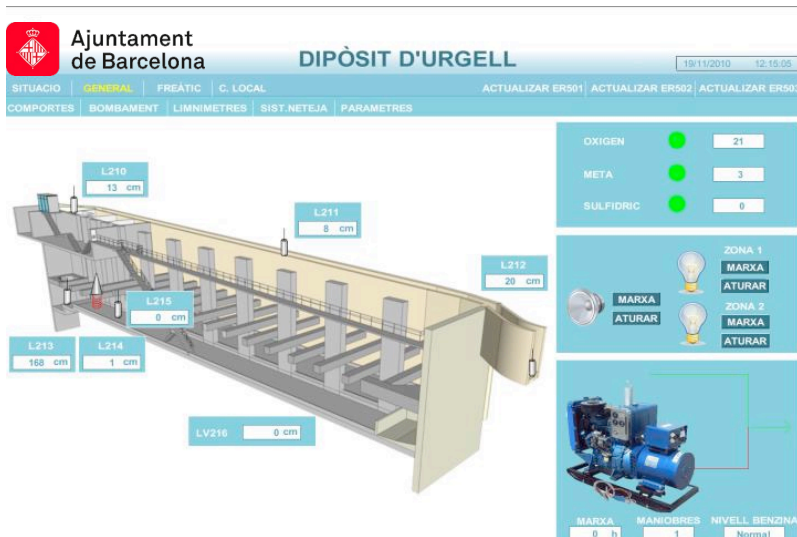 Ajuntament
de Barcelona
DIPÒSIT D'URGELL
19/11/2010 12:15:05
SITUACIO GENERAL FREÀTIC C. LOCAL ACTUALIZAR ER501 ACTUALIZAR ER502 ACTUALIZAR ER503
COMPORTES BOMBAMENT LIMNIMETRES SIST.NETEJA PARAMETRES
OXIGEN 21
META 3
SULFIDRIC 0
L210
13 cm
L211
8 cm
L212
20 cm
L215
0 cm
L213
168 cm
L214
1 cm
LV216 0 cm
MARXA
ATURAR
ZONA 1
MARXA
ATURAR
ZONA 2
MARXA
ATURAR
MARXA MANIOBRES NIVELL BENZINA
0 h 1 Normal